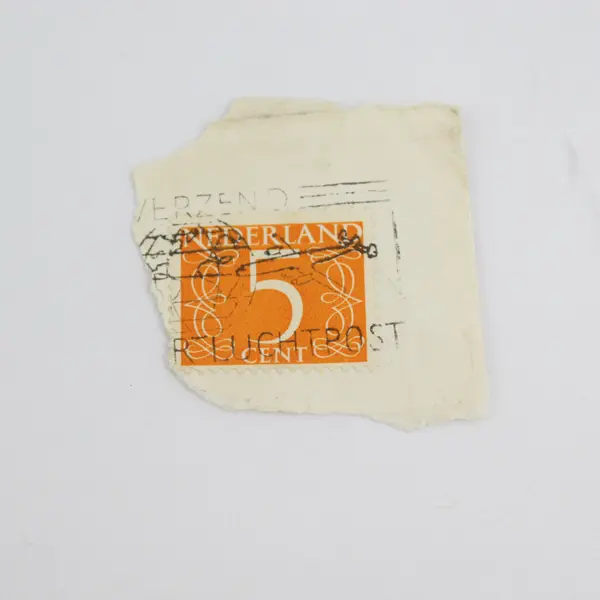 VERZEND
NEDERLAND
5
CENT
R LUCHTPOST